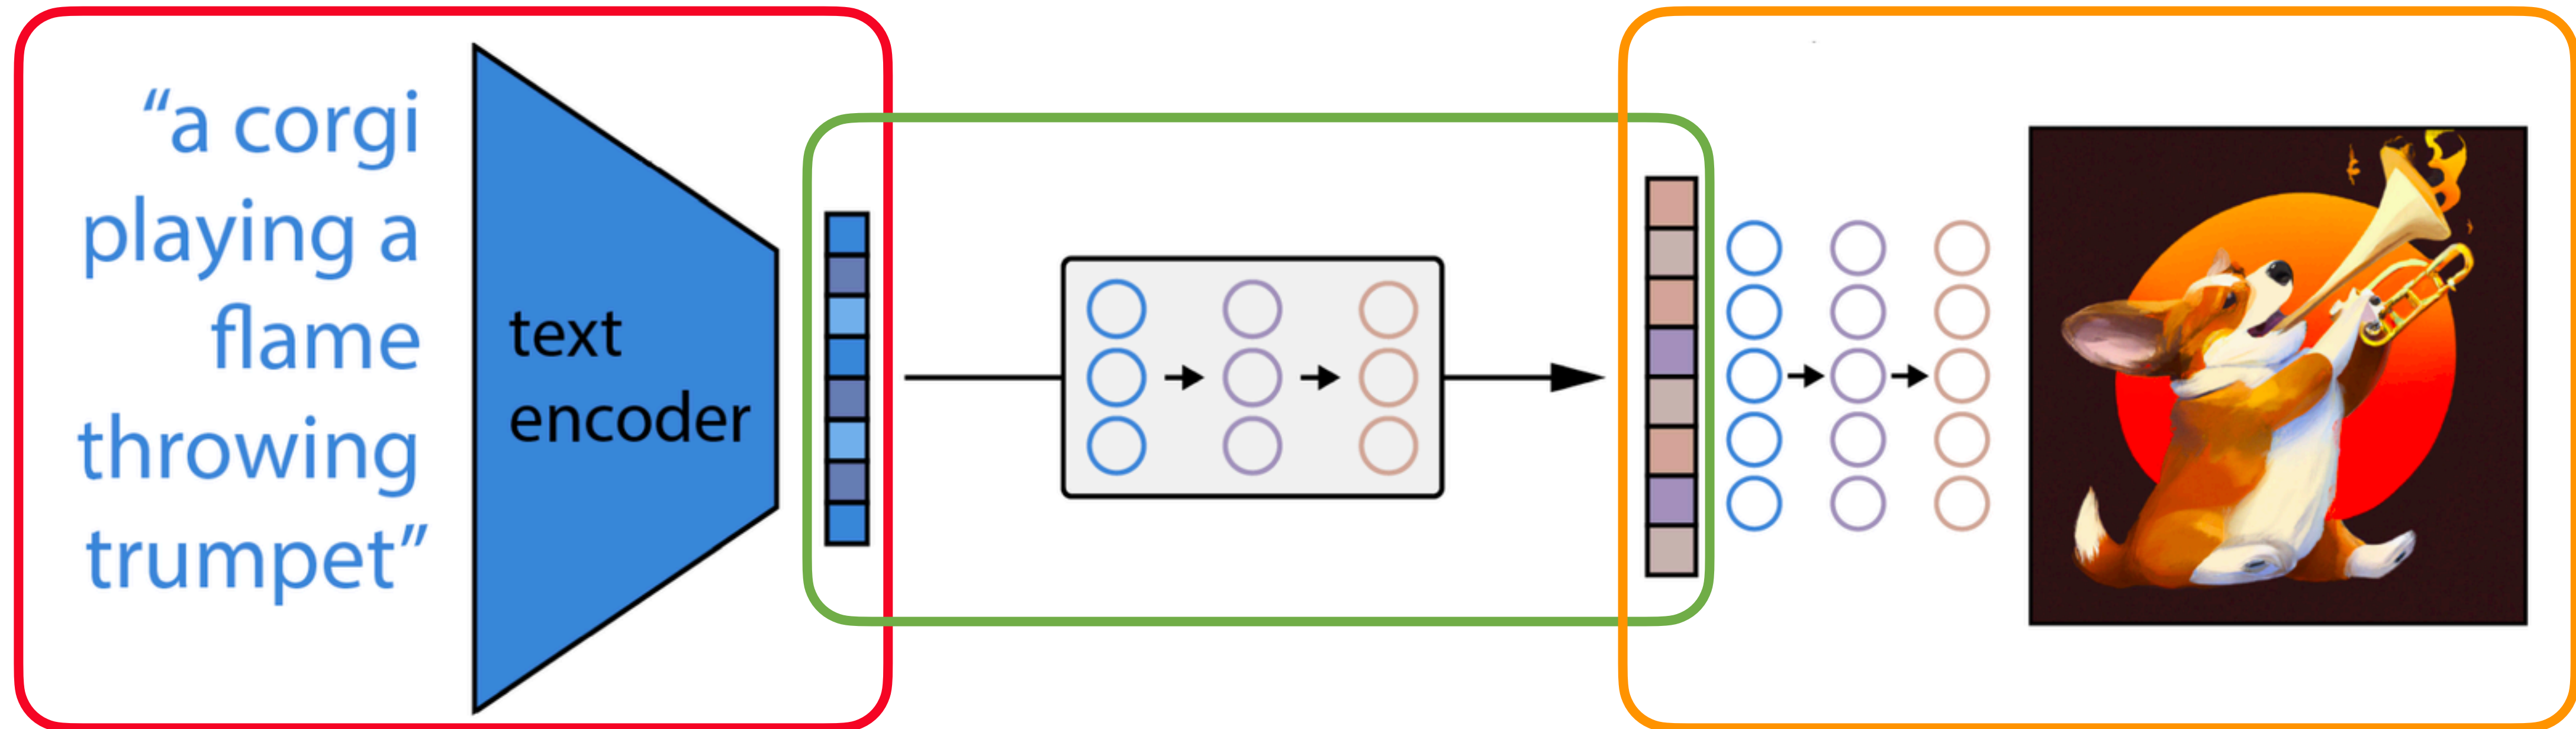 “a corgi
playing a
flame
throwing
trumpet”
text
encoder